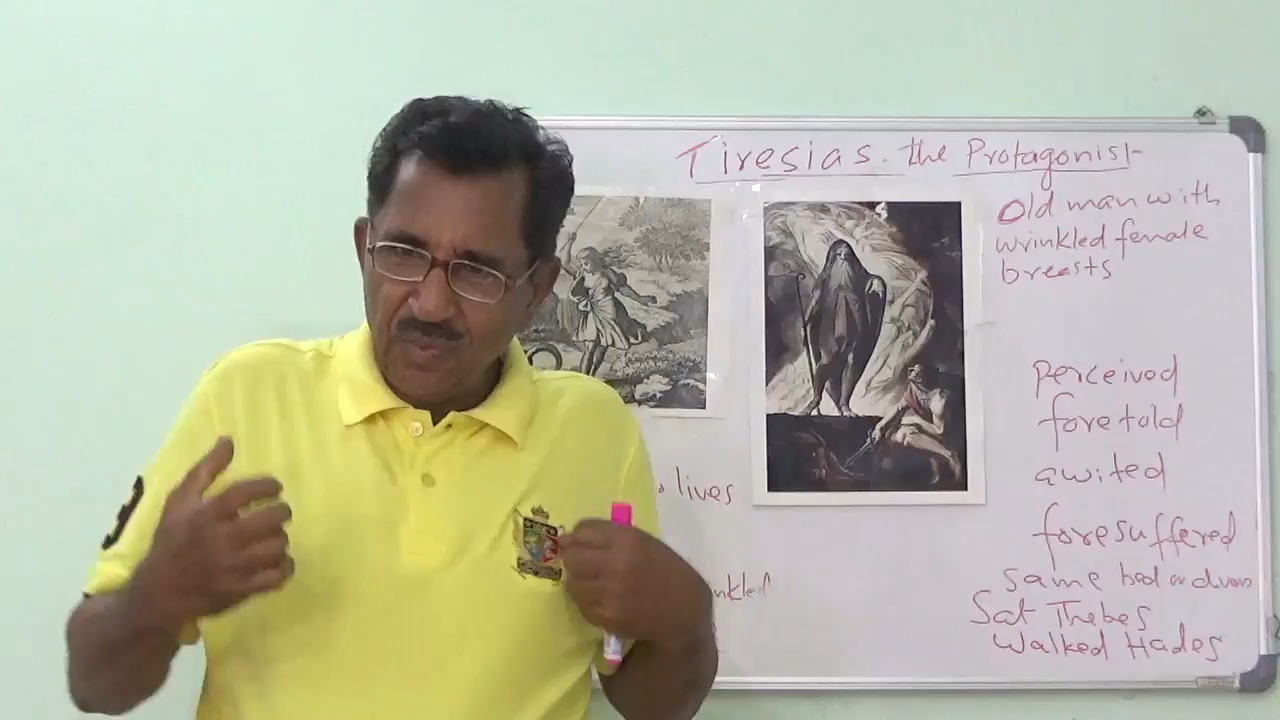 Tiresias. the Protagonist
Old man with
wrinkled female
breasts
perceived
foretold
awited
foresuffered
same bed or divan
Sat Thebes
Walked Hades
lives
nkled